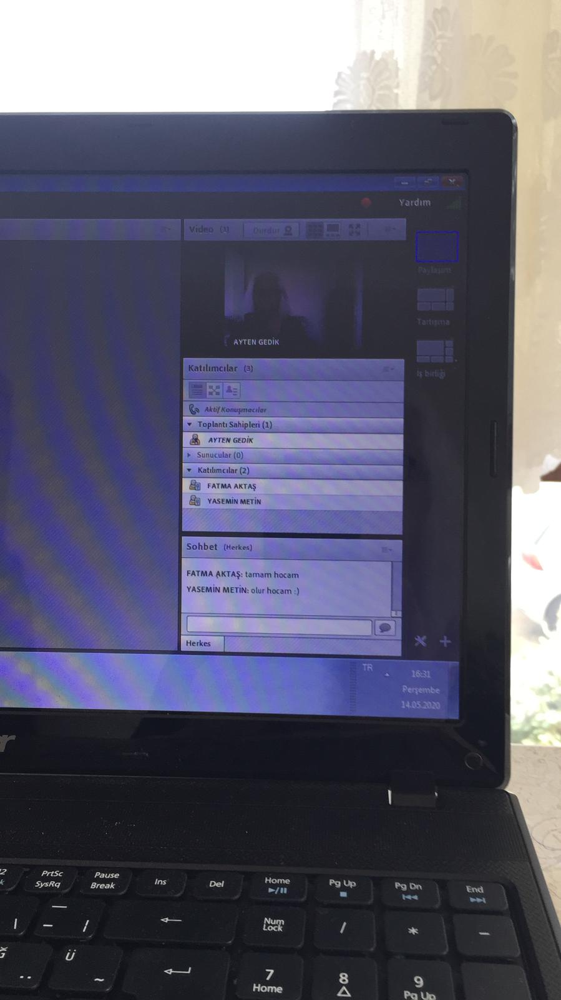 Yardım
Video (1)
Durdur
Paylaşım
Tartışma
AYTEN GEDİK
Katılımcılar (3)
İş birliği
Aktif Konuşmacılar
Toplantı Sahipleri (1)
AYTEN GEDİK
Sunucular (0)
Katılımcılar (2)
FATMA AKTAŞ
YASEMİN METİN
Sohbet (Herkes)
FATMA AKTAŞ: tamam hocam
YASEMİN METİN: olur hocam :)
Herkes
TR
16:31
Perşembe
14.05.2020
PrtSc
SysRq
Pause
Break
Ins
Del
Home
Pg Up
Pg Dn
End
Num
Lock
/
*
-
Ğ
Ü
~
7
Home
8
9
Pg Up